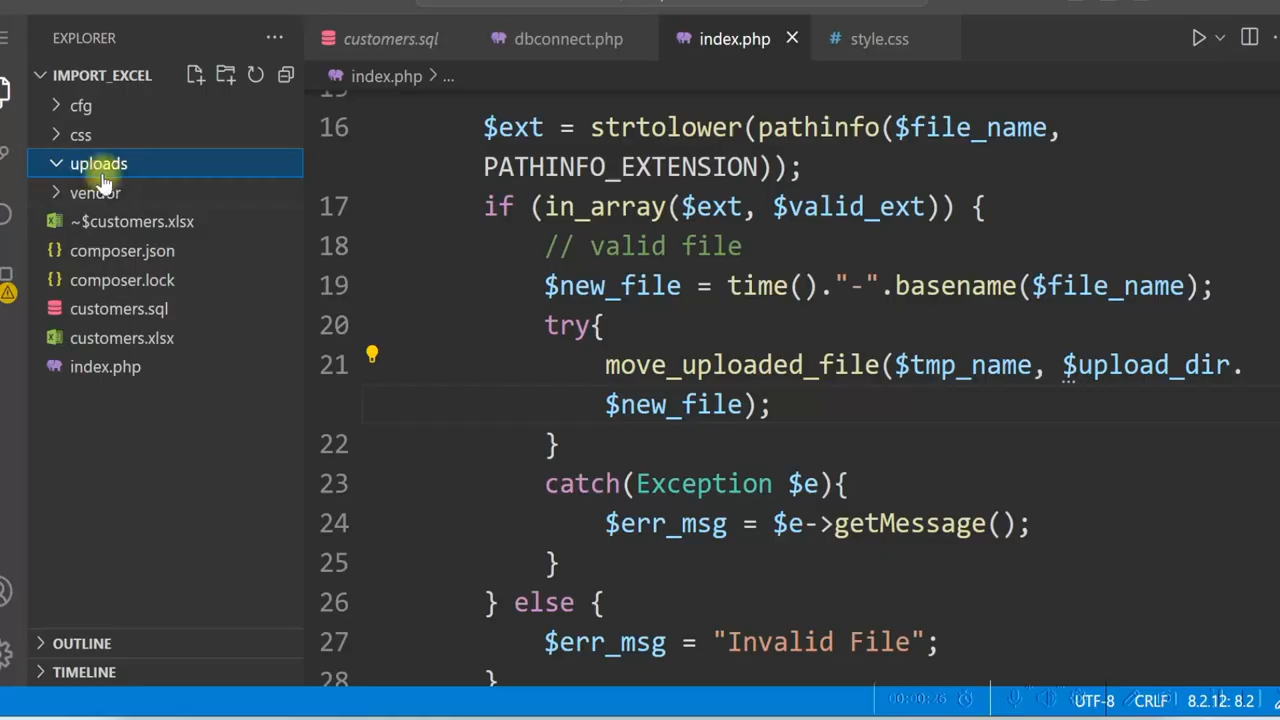 EXPLORER
IMPORT_EXCEL
cfg
css
uploads
vendor
~$customers.xlsx
composer.json
composer.lock
customers.sql
customers.xlsx
index.php
OUTLINE
TIMELINE
customers.sql
dbconnect.php
index.php
# style.css
index.php > ...
15
16 $ext = strtolower(pathinfo($file_name,
PATHINFO_EXTENSION));
17 if (in_array($ext, $valid_ext)) {
18 // valid file
19 $new_file = time()."-".basename($file_name);
20 try{
21 move_uploaded_file($tmp_name, $upload_dir.
$new_file);
22 }
23 catch(Exception $e){
24 $err_msg = $e->getMessage();
25 }
26 } else {
27 $err_msg = "Invalid File";
28 }
00:00:26 UTF-8 CRLF 8.2.12: 8.2